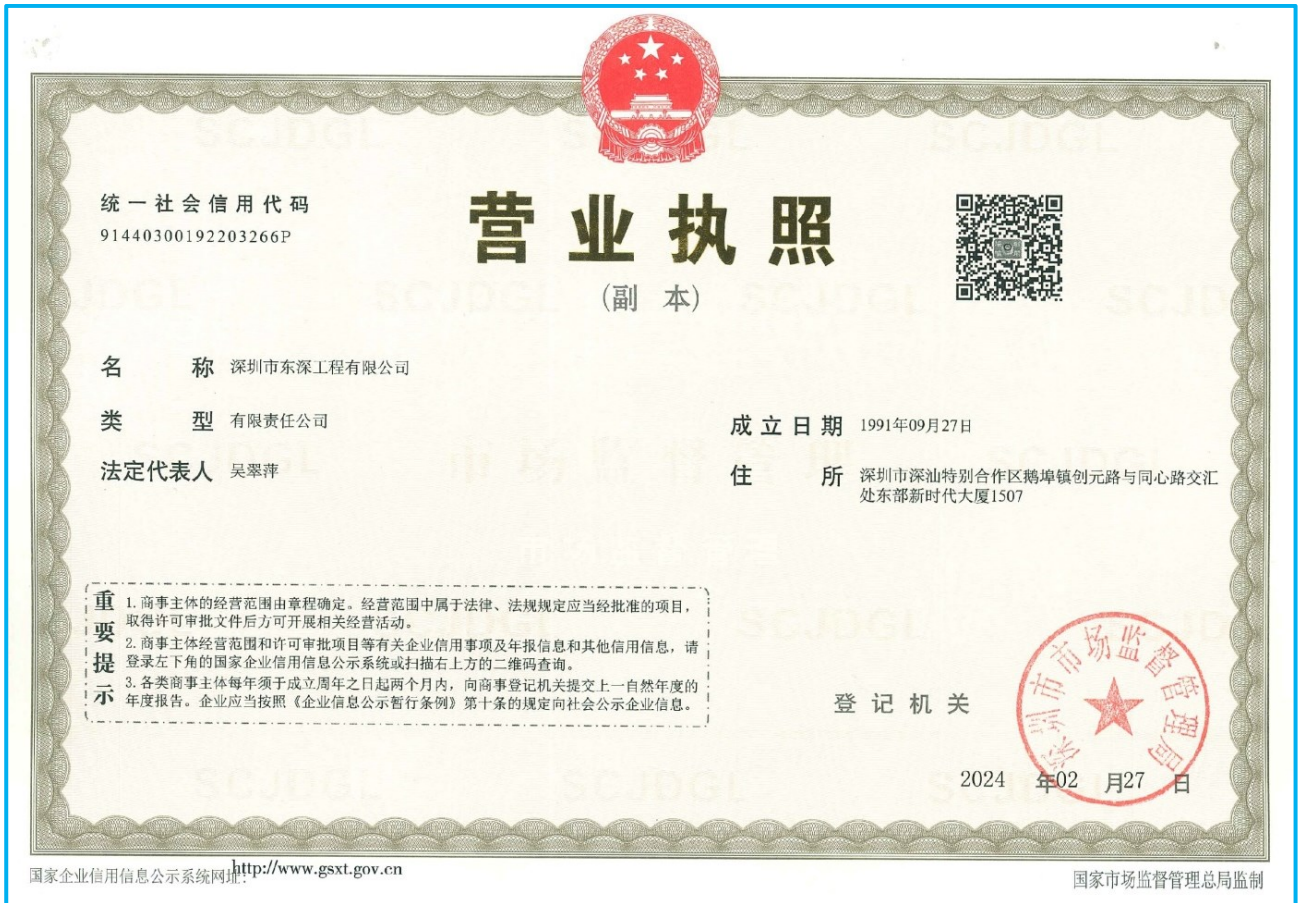 统一社会信用代码
91440300192203266P
营业执照
(副 本)
名 称 深圳市东深工程有限公司
类 型 有限责任公司
法定代表人 吴翠萍
成立日期 1991年09月27日
住 所 深圳市深汕特别合作区鹅埠镇创元路与同心路交汇
处东部新时代大厦1507
重要提示
1. 商事主体的经营范围由章程确定。经营范围中属于法律、法规规定应当经批准的项目，
取得许可审批文件后方可开展相关经营活动。
2. 商事主体经营范围和许可审批项目等有关企业信用事项及年报信息和其他信用信息，请
登录左下角的国家企业信用信息公示系统或扫描右上方的二维码查询。
3. 各类商事主体每年须于成立周年之日起两个月内，向商事登记机关提交上一自然年度的
年度报告。企业应当按照《企业信息公示暂行条例》第十条的规定向社会公示企业信息。
登记机关
深圳市市场监督管理局
2024 年02 月27 日
国家企业信用信息公示系统网址: http://www.gsxt.gov.cn
国家市场监督管理总局监制